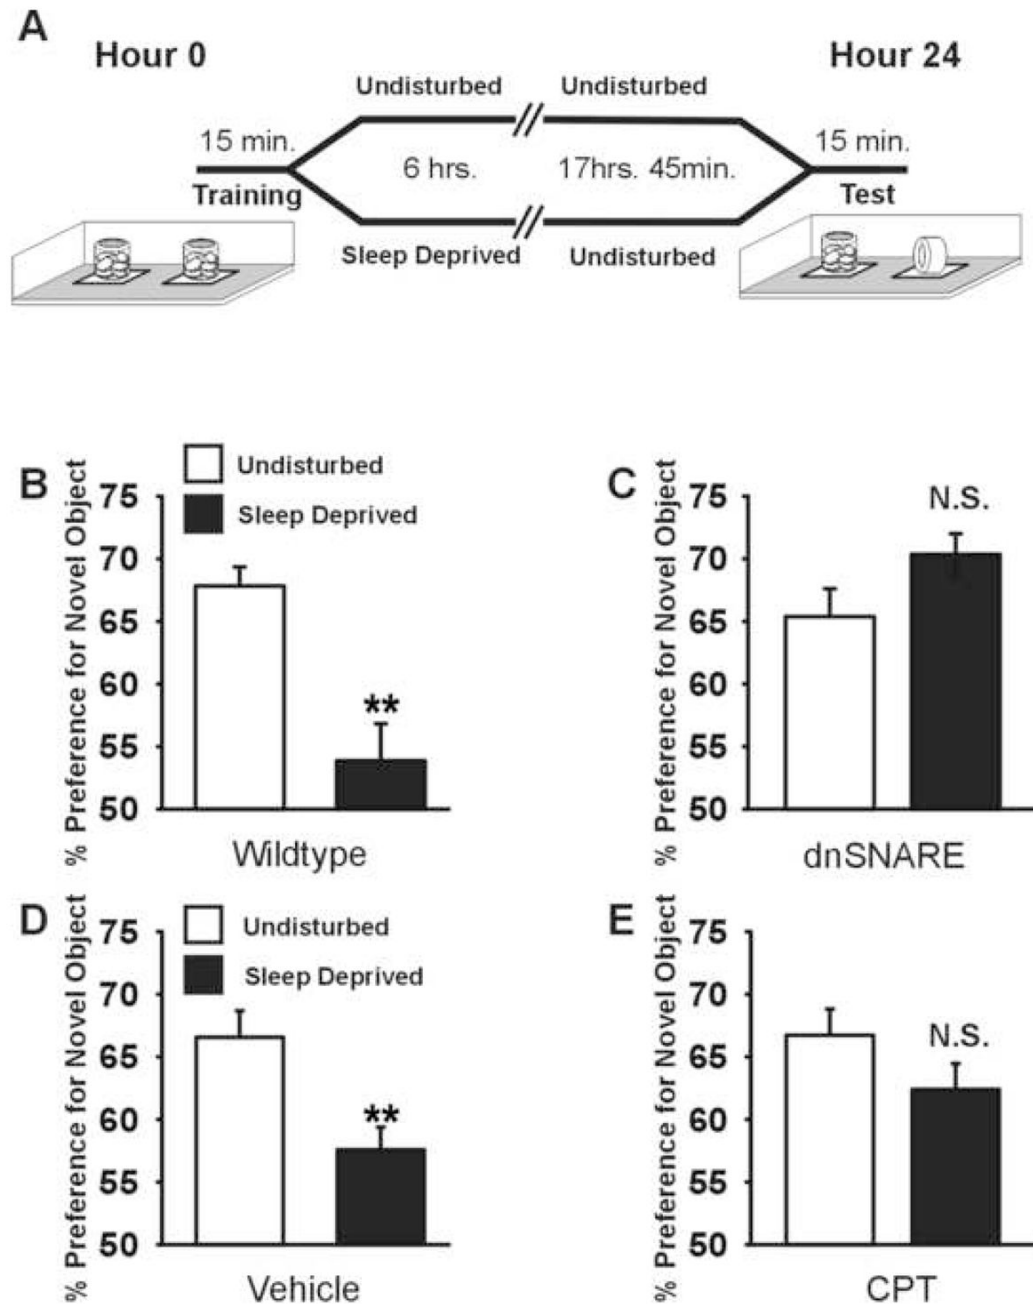 A
Hour 0
Hour 24
Undisturbed
Undisturbed
15 min.
15 min.
6 hrs.
17hrs. 45min.
Training
Test
Sleep Deprived
Undisturbed
B
Undisturbed
Sleep Deprived
% Preference for Novel Object
75
70
65
60
55
50
**
Wildtype
C
% Preference for Novel Object
75
70
65
60
55
50
N.S.
dnSNARE
D
Undisturbed
Sleep Deprived
% Preference for Novel Object
75
70
65
60
55
50
**
Vehicle
E
% Preference for Novel Object
75
70
65
60
55
50
N.S.
CPT